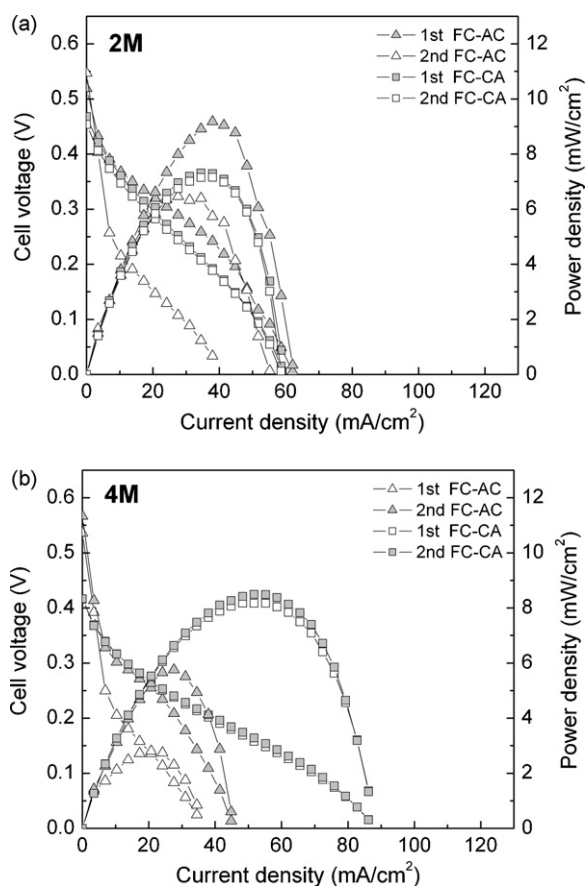 (a)
2M
1st FC-AC
2nd FC-AC
1st FC-CA
2nd FC-CA
Cell voltage (V)
0.6
0.5
0.4
0.3
0.2
0.1
0.0
12
10
8
6
4
2
0
Power density (mW/cm²)
0 20 40 60 80 100 120
Current density (mA/cm²)
(b)
4M
1st FC-AC
2nd FC-AC
1st FC-CA
2nd FC-CA
Cell voltage (V)
0.6
0.5
0.4
0.3
0.2
0.1
0.0
12
10
8
6
4
2
0
Power density (mW/cm²)
0 20 40 60 80 100 120
Current density (mA/cm²)